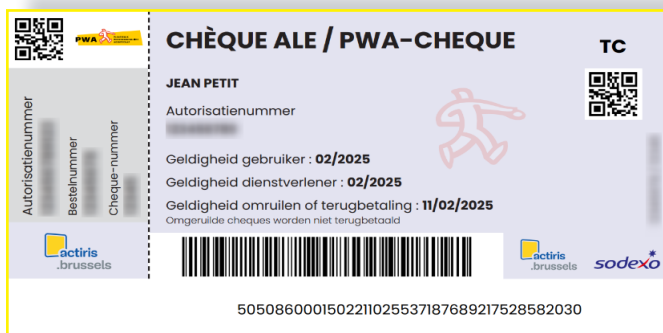 PWA
Autorisatienummer
Bestelnummer
Cheque-nummer
actiris
.brussels
CHÈQUE ALE / PWA-CHEQUE
TC
JEAN PETIT
Autorisatienummer
Geldigheid gebruiker : 02/2025
Geldigheid dienstverlener : 02/2025
Geldigheid omruilen of terugbetaling : 11/02/2025
Omgeruilde cheques worden niet terugbetaald
actiris
.brussels
sodexo
5050860001502211025537187689217528582030